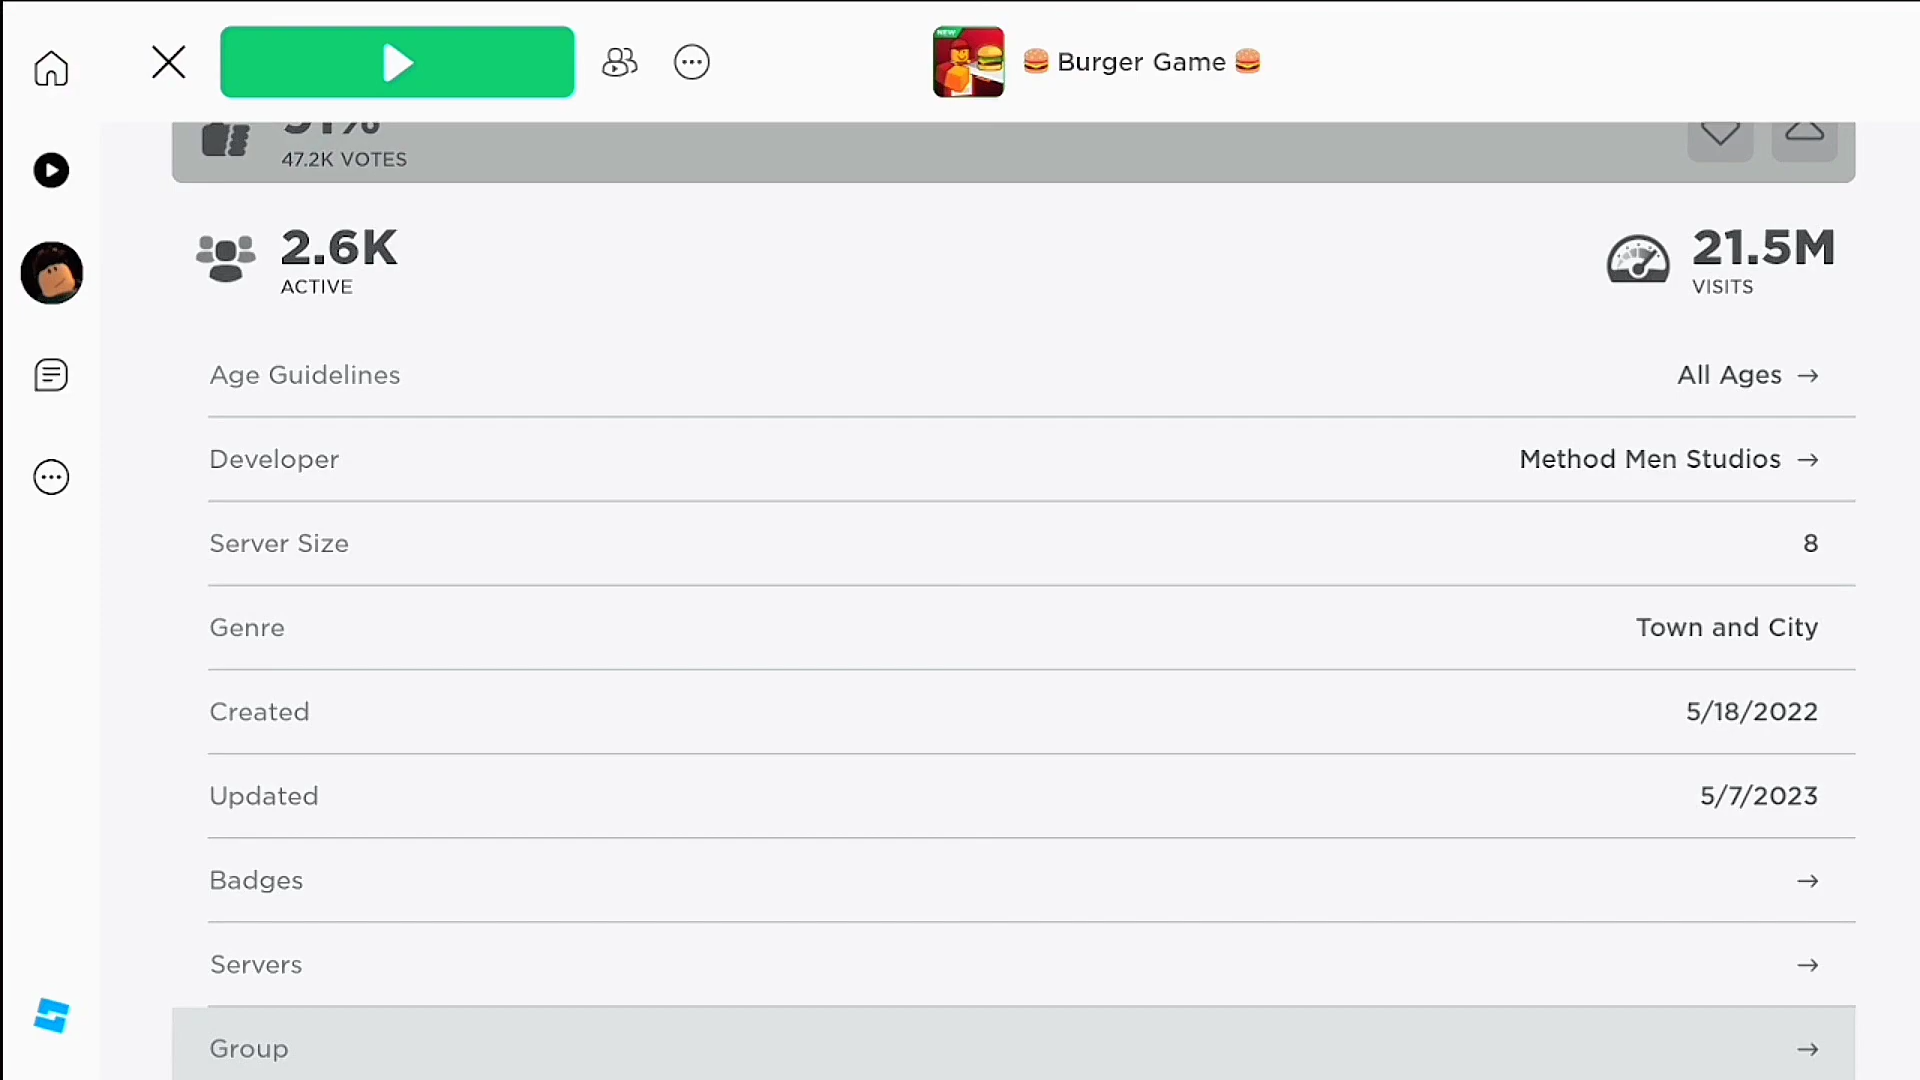 🍔 Burger Game 🍔
NEW
47.2K VOTES
2.6K
ACTIVE
21.5M
VISITS
Age Guidelines
All Ages →
Developer
Method Men Studios →
Server Size
8
Genre
Town and City
Created
5/18/2022
Updated
5/7/2023
Badges →
Servers →
Group →